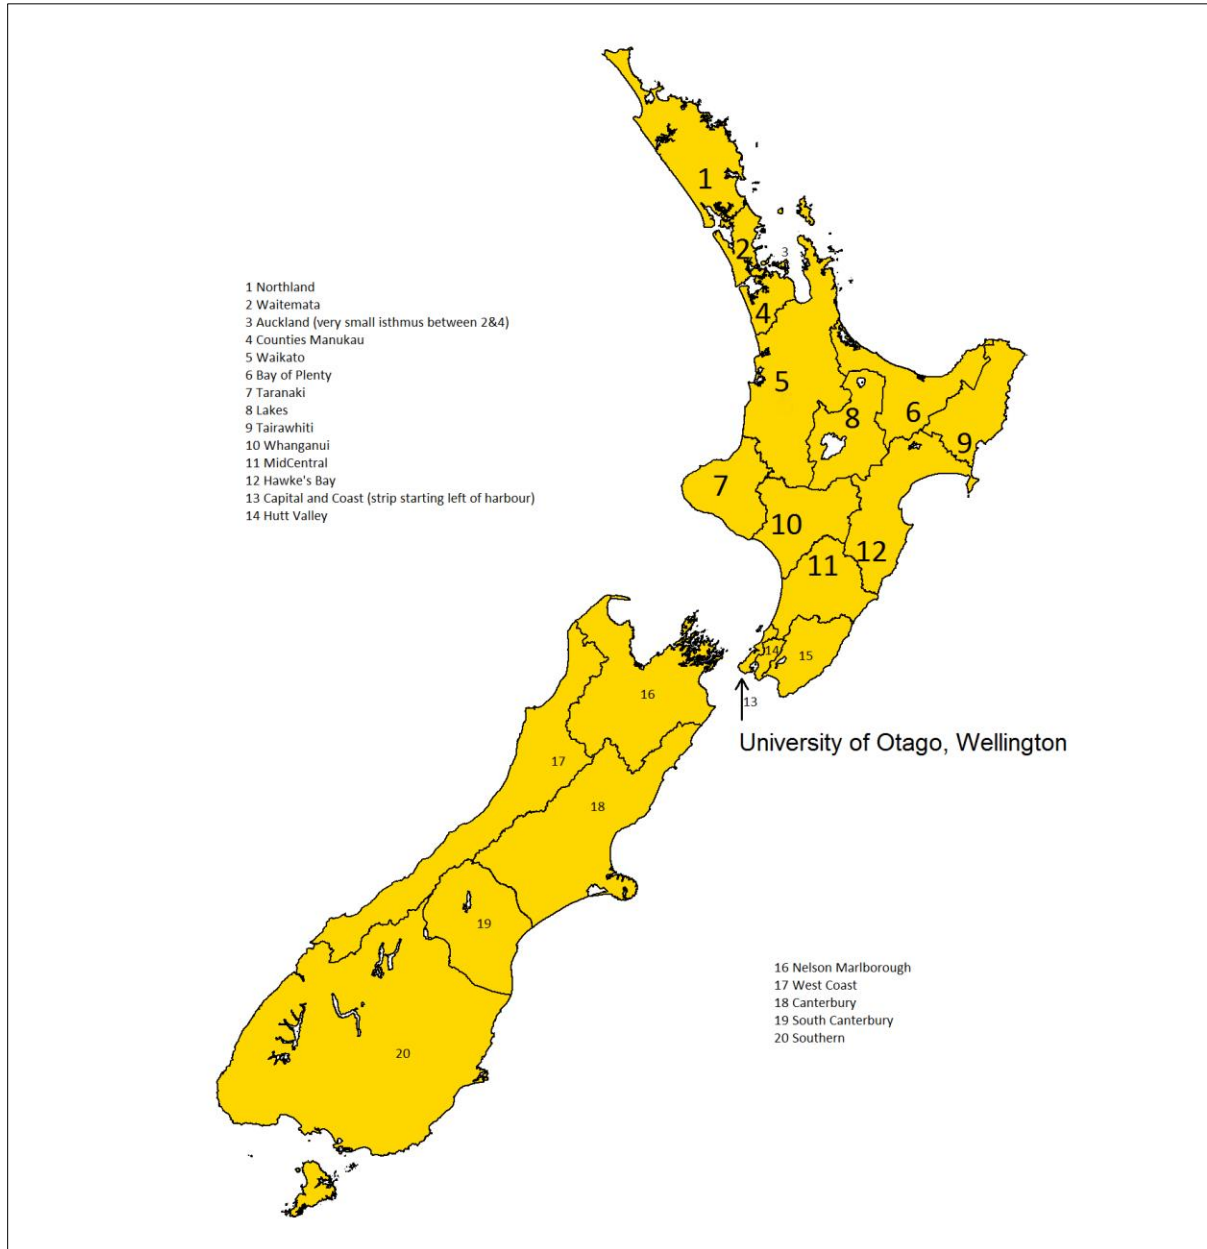 1
2
3
4
5
6
7
8
9
10
11
12
13
14
15
16
17
18
19
20
1 Northland
2 Waitemata
3 Auckland (very small isthmus between 2&4)
4 Counties Manukau
5 Waikato
6 Bay of Plenty
7 Taranaki
8 Lakes
9 Tairawhiti
10 Whanganui
11 MidCentral
12 Hawke's Bay
13 Capital and Coast (strip starting left of harbour)
14 Hutt Valley
University of Otago, Wellington
16 Nelson Marlborough
17 West Coast
18 Canterbury
19 South Canterbury
20 Southern